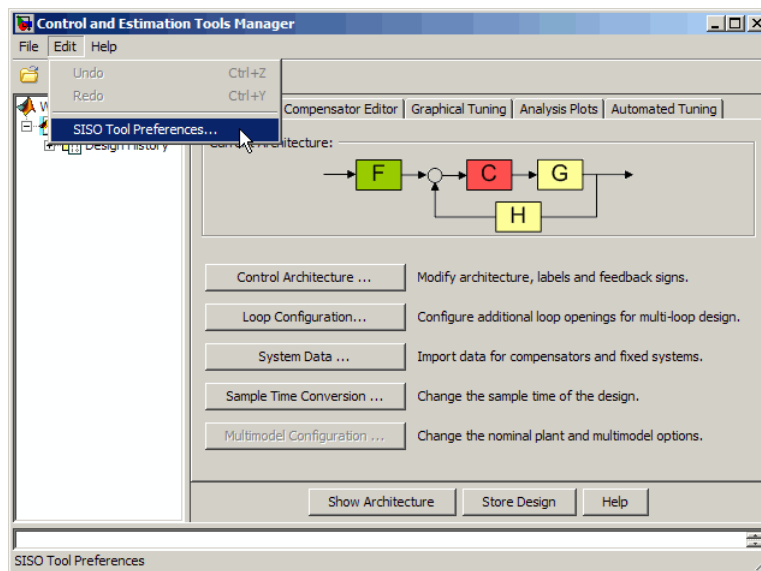 Control and Estimation Tools Manager
File Edit Help
Undo Ctrl+Z
Redo Ctrl+Y
SISO Tool Preferences...
Compensator Editor Graphical Tuning Analysis Plots Automated Tuning
W
Design History
Current Architecture:
F C G
H
Control Architecture ... Modify architecture, labels and feedback signs.
Loop Configuration... Configure additional loop openings for multi-loop design.
System Data ... Import data for compensators and fixed systems.
Sample Time Conversion ... Change the sample time of the design.
Multimodel Configuration ... Change the nominal plant and multimodel options.
Show Architecture Store Design Help
SISO Tool Preferences